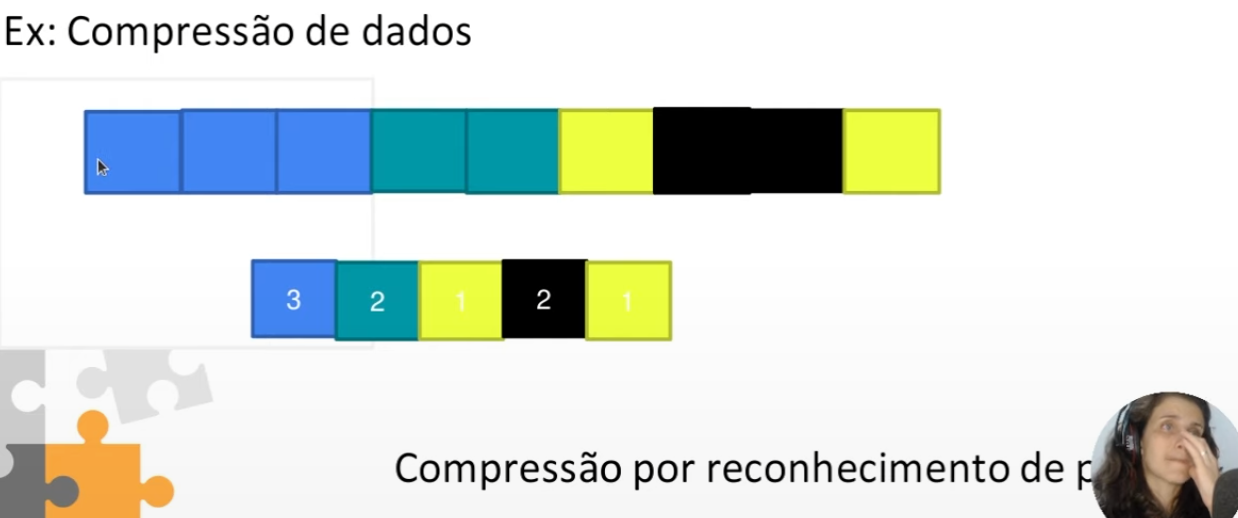 Ex: Compressão de dados
3 2 1 2 1
Compressão por reconhecimento de